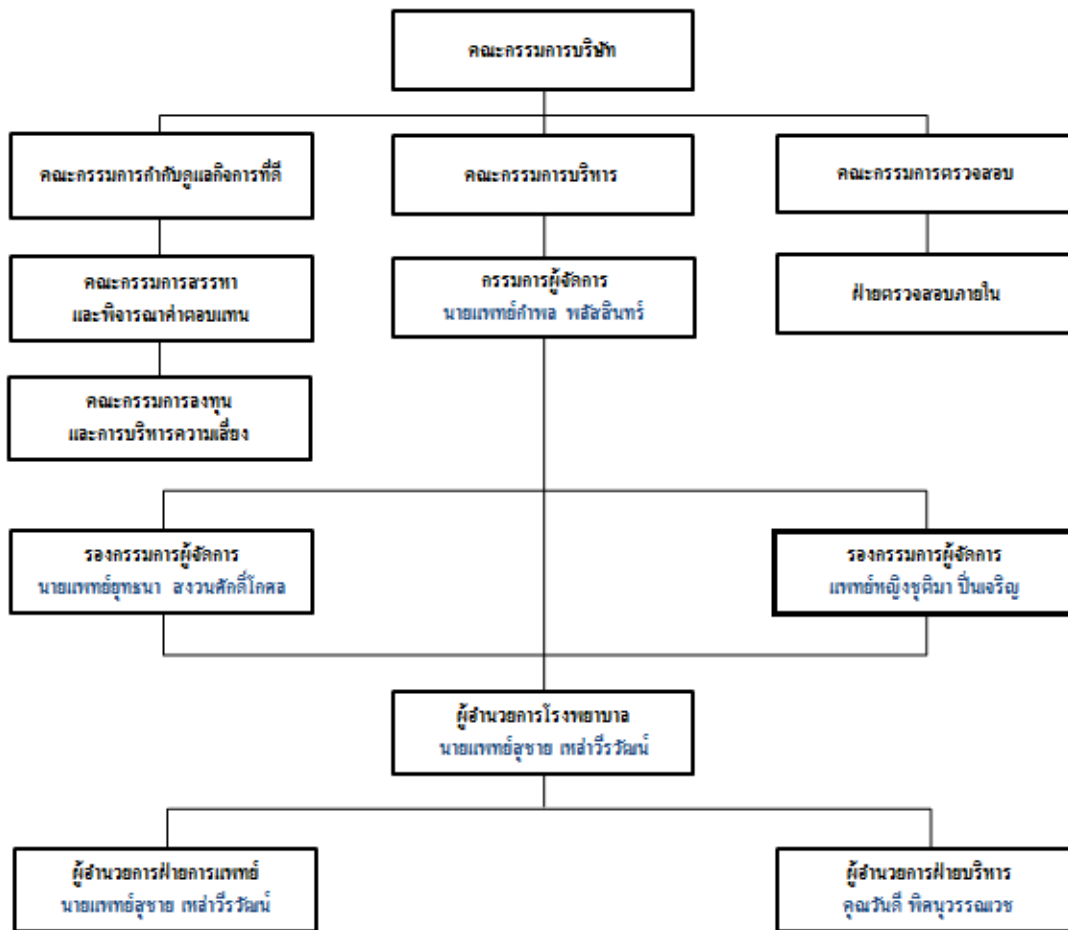 คณะกรรมการบริษัท
คณะกรรมการกำกับดูแลกิจการที่ดี
คณะกรรมการบริหาร
คณะกรรมการตรวจสอบ
คณะกรรมการสรรหา
และพิจารณาค่าตอบแทน
กรรมการผู้จัดการ
นายแพทย์กำพล พลัสสินทร์
ฝ่ายตรวจสอบภายใน
คณะกรรมการลงทุน
และการบริหารความเสี่ยง
รองกรรมการผู้จัดการ
นายแพทย์ยุทธนา สงวนศักดิ์โกศล
รองกรรมการผู้จัดการ
แพทย์หญิงชุติมา ปิ่นเจริญ
ผู้อำนวยการโรงพยาบาล
นายแพทย์สุชาย เหล่าวีรวัฒน์
ผู้อำนวยการฝ่ายการแพทย์
นายแพทย์สุชาย เหล่าวีรวัฒน์
ผู้อำนวยการฝ่ายบริหาร
คุณวันดี พิศนุวรรณเวช